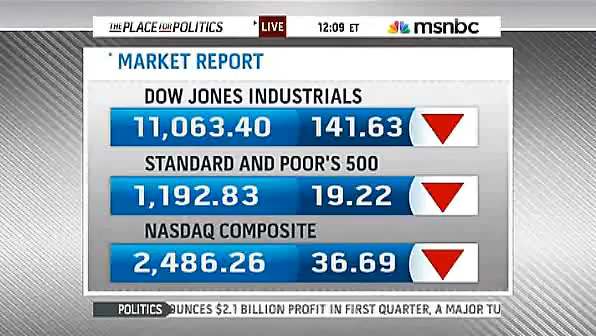 THE PLACE FOR POLITICS LIVE 12:09 ET msnbc
MARKET REPORT
DOW JONES INDUSTRIALS
11,063.40 141.63
STANDARD AND POOR'S 500
1,192.83 19.22
NASDAQ COMPOSITE
2,486.26 36.69
POLITICS OUNCES $2.1 BILLION PROFIT IN FIRST QUARTER, A MAJOR TU